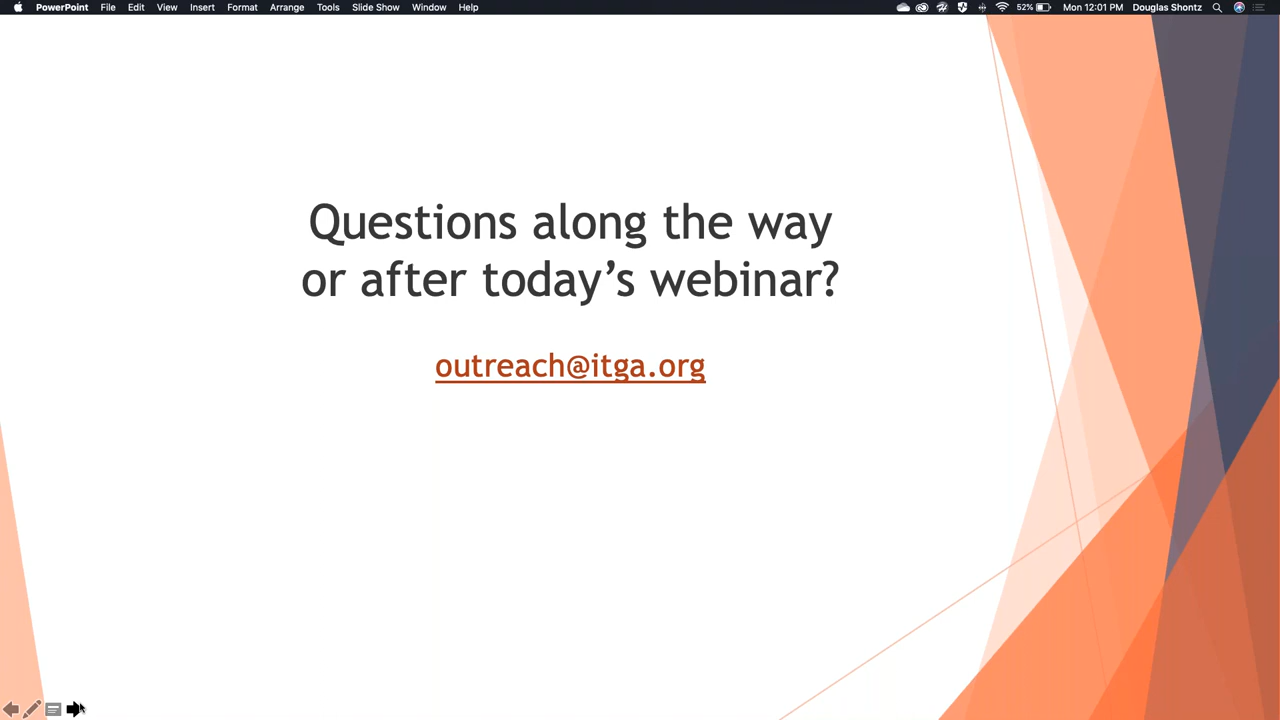 PowerPoint File Edit View Insert Format Arrange Tools Slide Show Window Help 52% Mon 12:01 PM Douglas Shontz
Questions along the way
or after today’s webinar?
outreach@itga.org